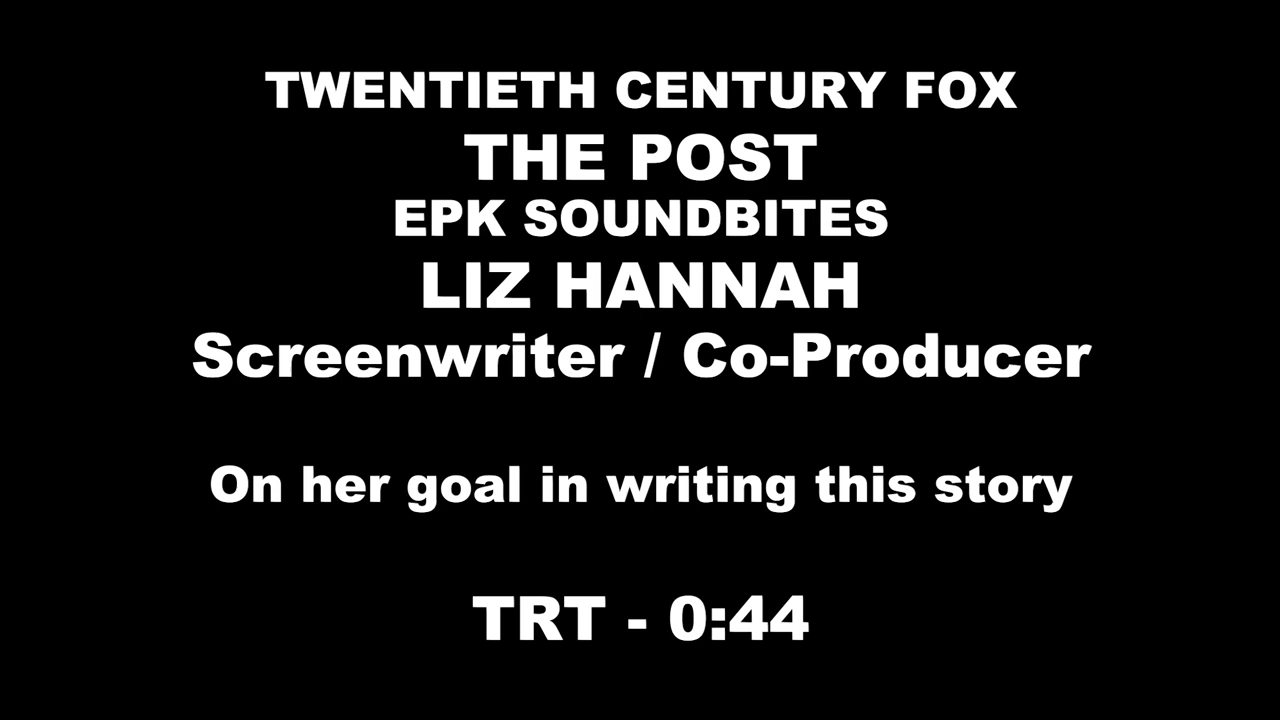 TWENTIETH CENTURY FOX
THE POST
EPK SOUNDBITES
LIZ HANNAH
Screenwriter / Co-Producer
On her goal in writing this story
TRT - 0:44